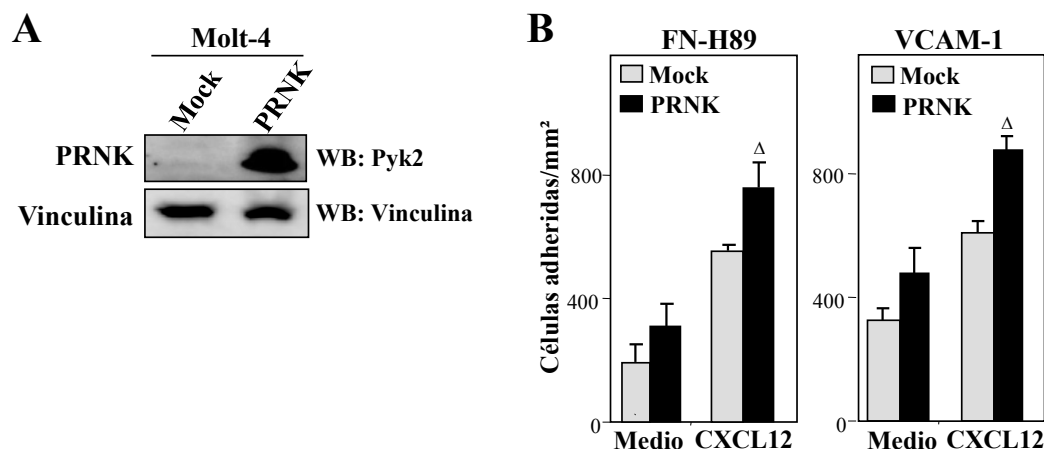 A
Molt-4
Mock
PRNK
PRNK
WB: Pyk2
Vinculina
WB: Vinculina
B
Células adheridas/mm²
FN-H89
Mock
PRNK
Δ
800
400
0
Medio
CXCL12
VCAM-1
Mock
PRNK
Δ
800
400
0
Medio
CXCL12